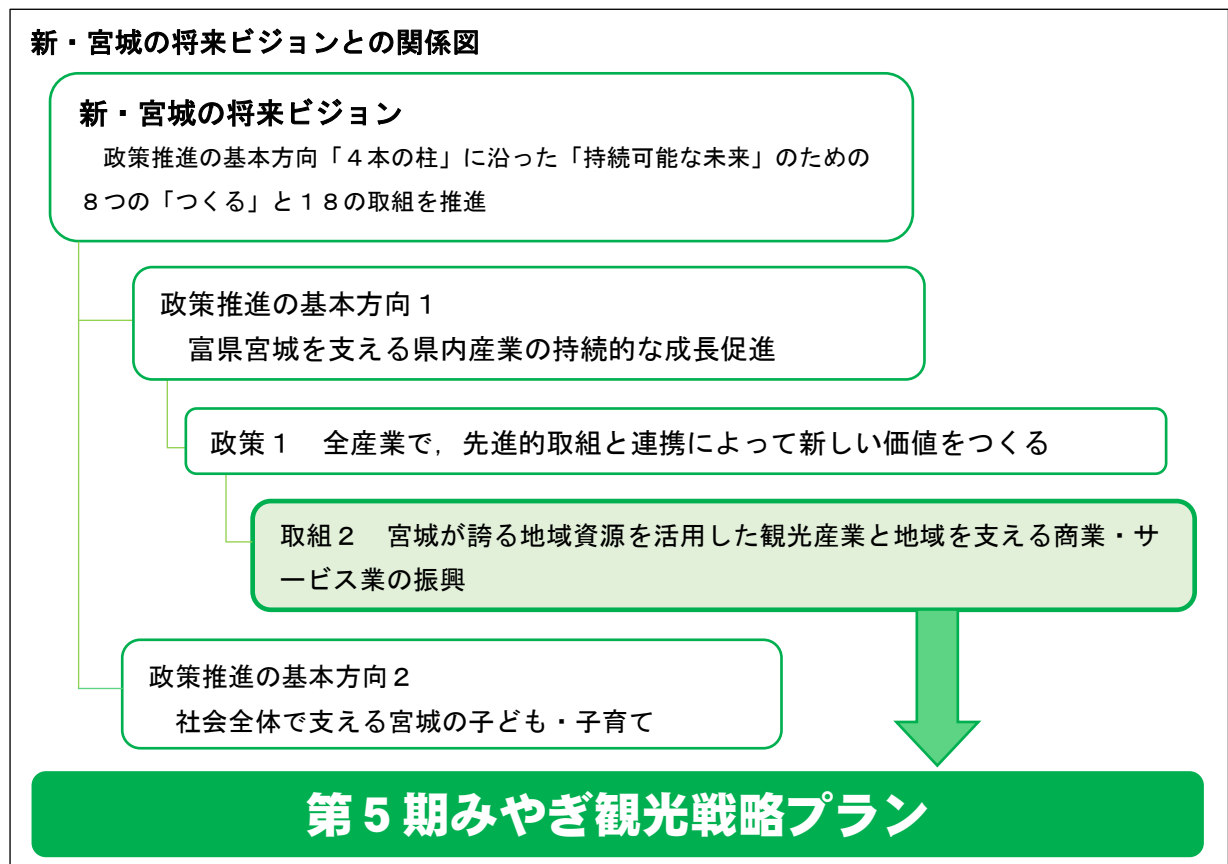 新・宮城の将来ビジョンとの関係図
新・宮城の将来ビジョン
政策推進の基本方向「４本の柱」に沿った「持続可能な未来」のための
８つの「つくる」と１８の取組を推進
政策推進の基本方向１
富県宮城を支える県内産業の持続的な成長促進
政策１　全産業で，先進的取組と連携によって新しい価値をつくる
取組２　宮城が誇る地域資源を活用した観光産業と地域を支える商業・サ
ービス業の振興
政策推進の基本方向２
社会全体で支える宮城の子ども・子育て
第５期みやぎ観光戦略プラン